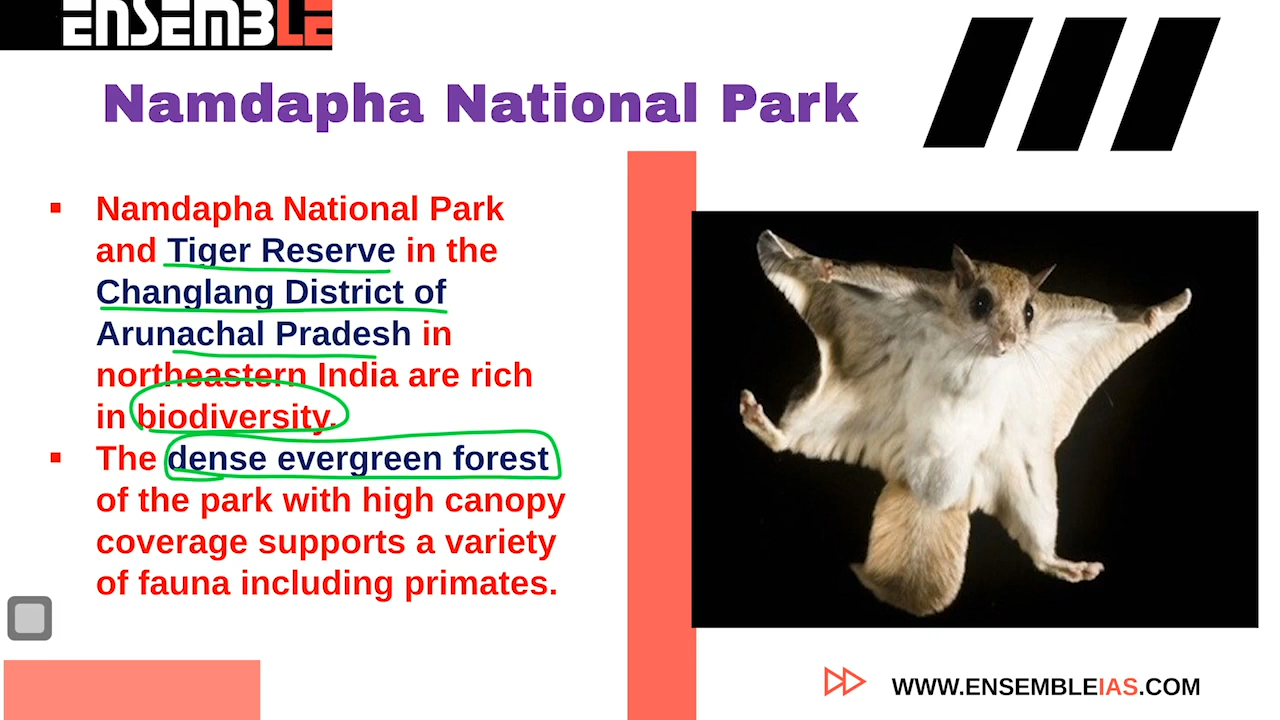 ENSEMBLE
Namdapha National Park
▪ Namdapha National Park
and Tiger Reserve in the
Changlang District of
Arunachal Pradesh in
northeastern India are rich
in biodiversity.
▪ The dense evergreen forest
of the park with high canopy
coverage supports a variety
of fauna including primates.
WWW.ENSEMBLEIAS.COM